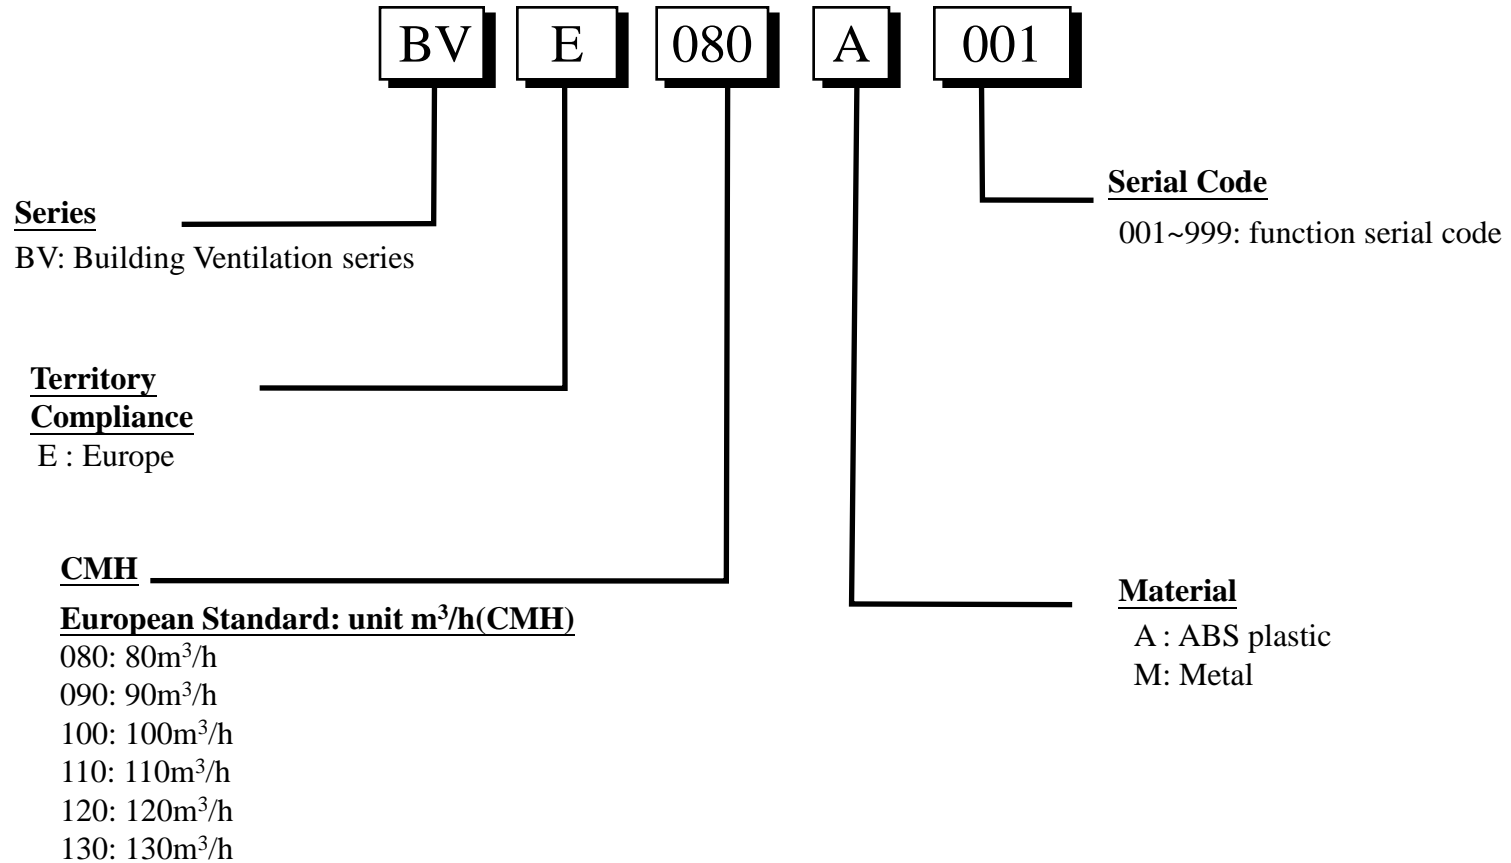 BV E 080 A 001
Serial Code
001~999: function serial code
Series
BV: Building Ventilation series
Territory
Compliance
E : Europe
CMH
European Standard: unit m³/h(CMH)
080: 80m³/h
090: 90m³/h
100: 100m³/h
110: 110m³/h
120: 120m³/h
130: 130m³/h
Material
A : ABS plastic
M: Metal